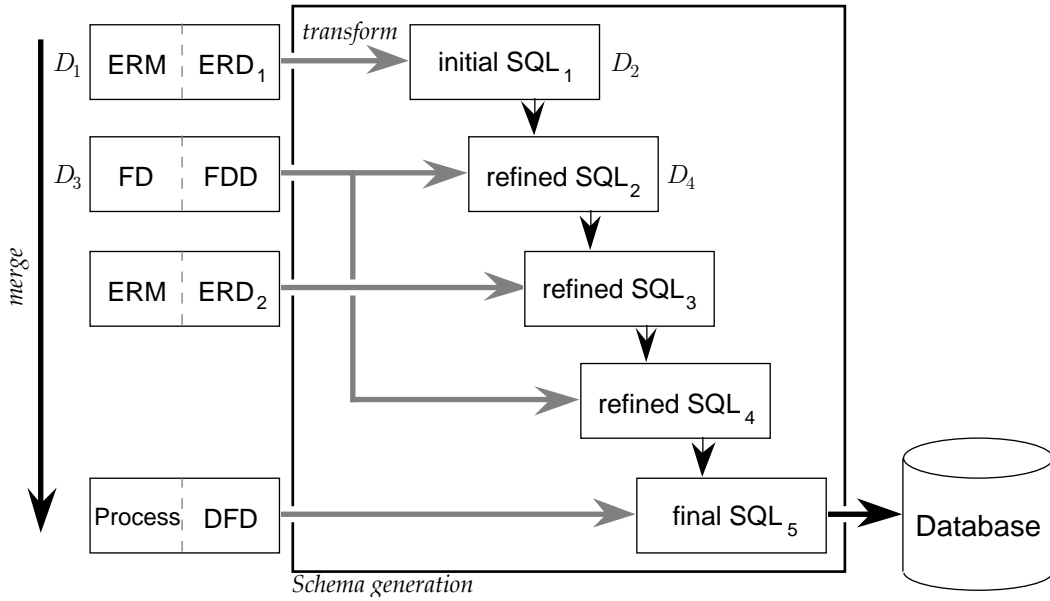 transform
D₁ ERM ERD₁ initial SQL₁ D₂
D₃ FD FDD refined SQL₂ D₄
merge
ERM ERD₂ refined SQL₃
refined SQL₄
Process DFD final SQL₅ Database
Schema generation